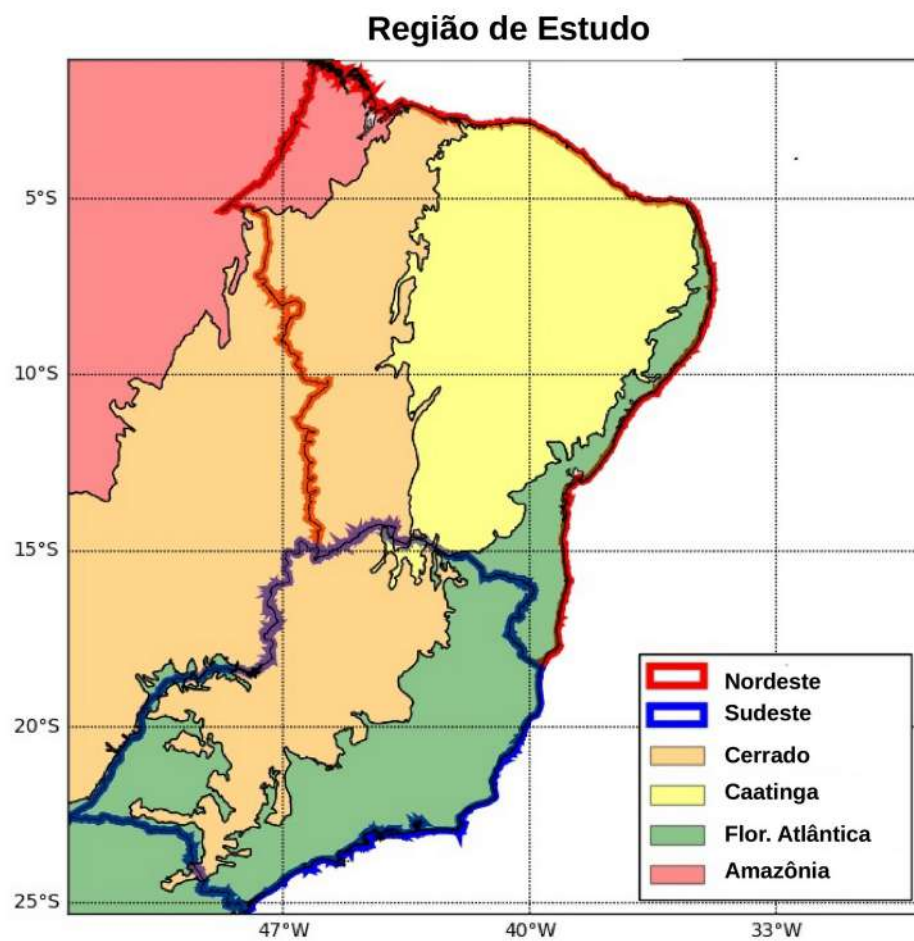 Região de Estudo
5°S
10°S
15°S
20°S
25°S
47°W
40°W
33°W
Nordeste
Sudeste
Cerrado
Caatinga
Flor. Atlântica
Amazônia